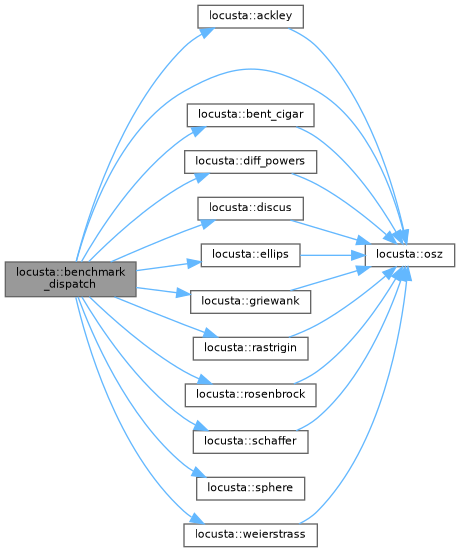 locusta::ackley
locusta::bent_cigar
locusta::diff_powers
locusta::discus
locusta::ellips
locusta::osz
locusta::benchmark
_dispatch
locusta::griewank
locusta::rastrigin
locusta::rosenbrock
locusta::schaffer
locusta::sphere
locusta::weierstrass